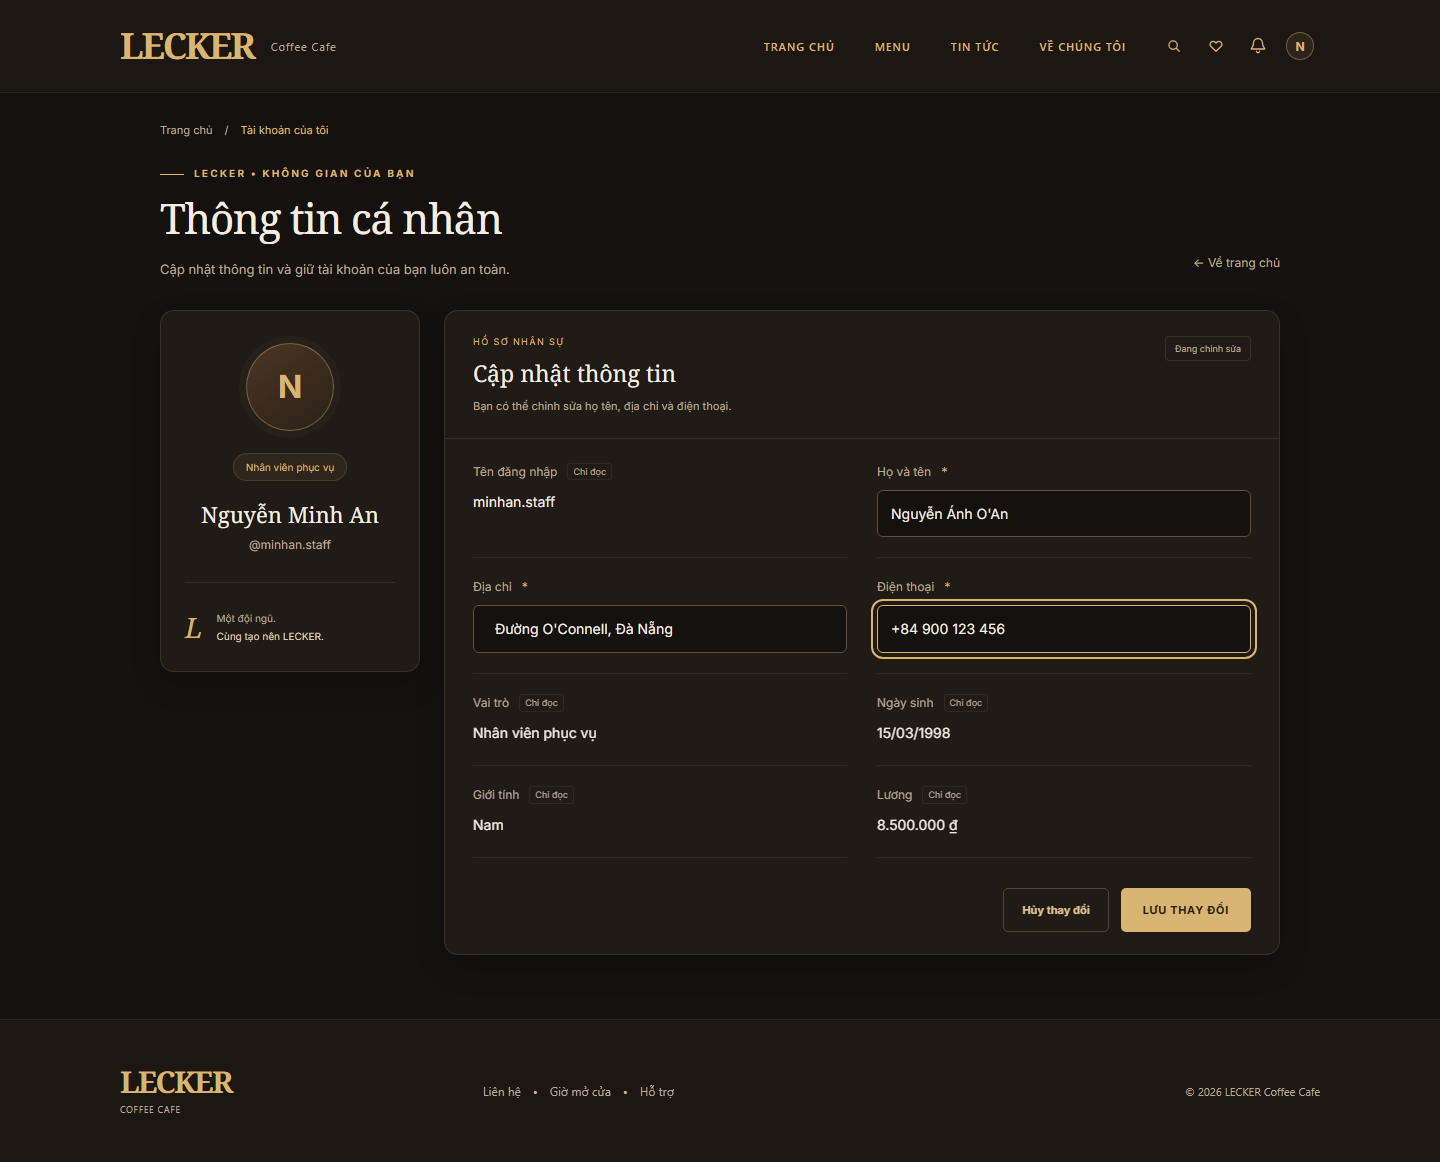 LECKER Coffee Cafe
TRANG CHỦ MENU TIN TỨC VỀ CHÚNG TÔI N
Trang chủ / Tài khoản của tôi
LECKER • KHÔNG GIAN CỦA BẠN
Thông tin cá nhân
Cập nhật thông tin và giữ tài khoản của bạn luôn an toàn.
← Về trang chủ
N
Nhân viên phục vụ
Nguyễn Minh An
@minhan.staff
L
Một đội ngũ.
Cùng tạo nên LECKER.
HỒ SƠ NHÂN SỰ
Đang chỉnh sửa
Cập nhật thông tin
Bạn có thể chỉnh sửa họ tên, địa chỉ và điện thoại.
Tên đăng nhập Chỉ đọc
minhan.staff
Họ và tên *
Nguyễn Ánh O'An
Địa chỉ *
Đường O'Connell, Đà Nẵng
Điện thoại *
+84 900 123 456
Vai trò Chỉ đọc
Nhân viên phục vụ
Ngày sinh Chỉ đọc
15/03/1998
Giới tính Chỉ đọc
Nam
Lương Chỉ đọc
8.500.000 ₫
Hủy thay đổi LƯU THAY ĐỔI
LECKER
COFFEE CAFE
Liên hệ • Giờ mở cửa • Hỗ trợ
© 2026 LECKER Coffee Cafe